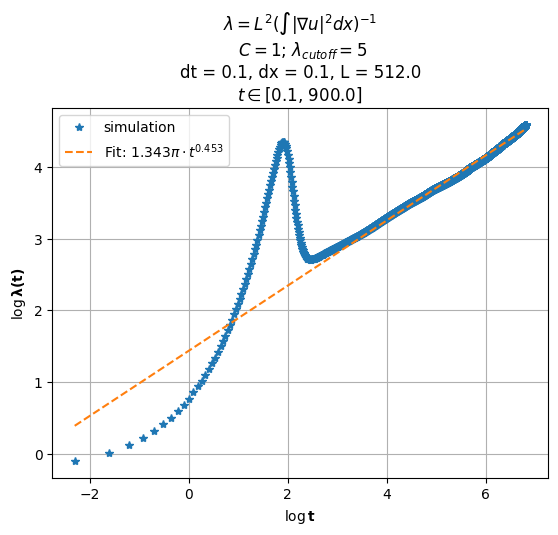 λ = L²(∫|∇u|²dx)⁻¹
C = 1; λ_cutoff = 5
dt = 0.1, dx = 0.1, L = 512.0
t ∈ [0.1, 900.0]
simulation
Fit: 1.343π · t^0.453
log λ(t)
4
3
2
1
0
−2
0
2
4
6
log t